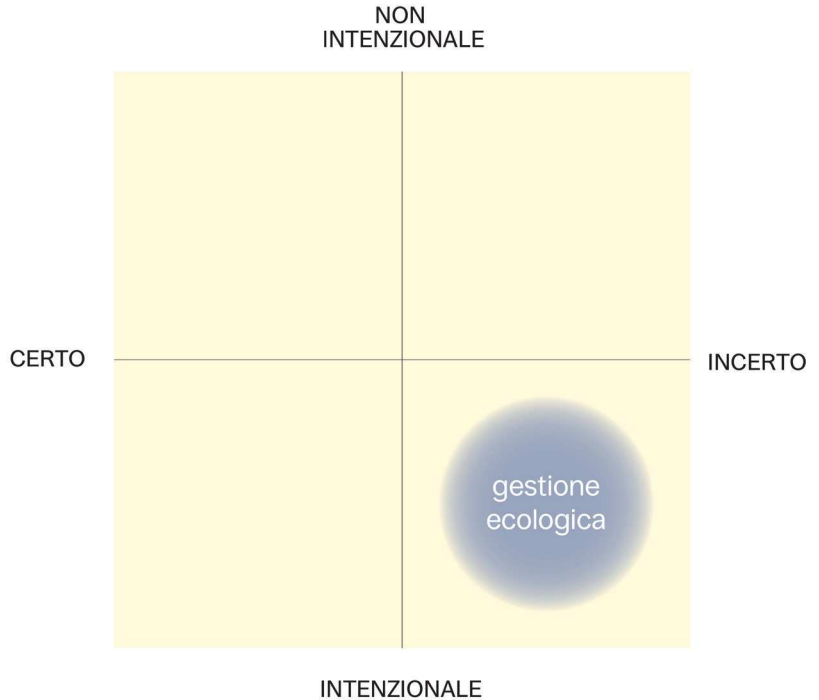 NON
INTENZIONALE
CERTO
INCERTO
gestione
ecologica
INTENZIONALE